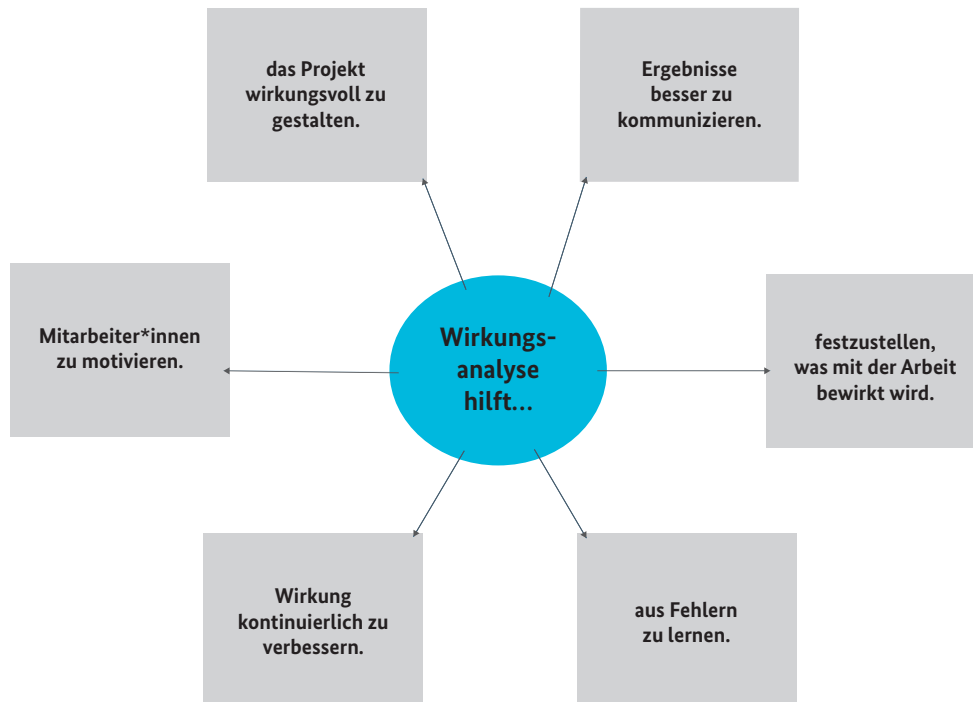 das Projekt
wirkungsvoll zu
gestalten.
Ergebnisse
besser zu
kommunizieren.
Mitarbeiter*innen
zu motivieren.
Wirkungs-
analyse
hilft...
festzustellen,
was mit der Arbeit
bewirkt wird.
Wirkung
kontinuierlich zu
verbessern.
aus Fehlern
zu lernen.